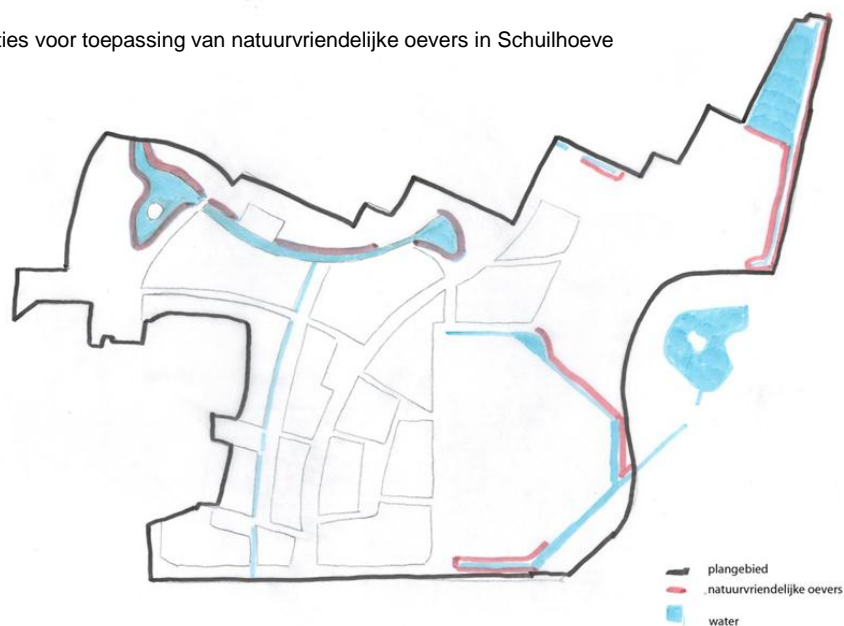 ties voor toepassing van natuurvriendelijke oevers in Schuilhoeve
plangebied
natuurvriendelijke oevers
water